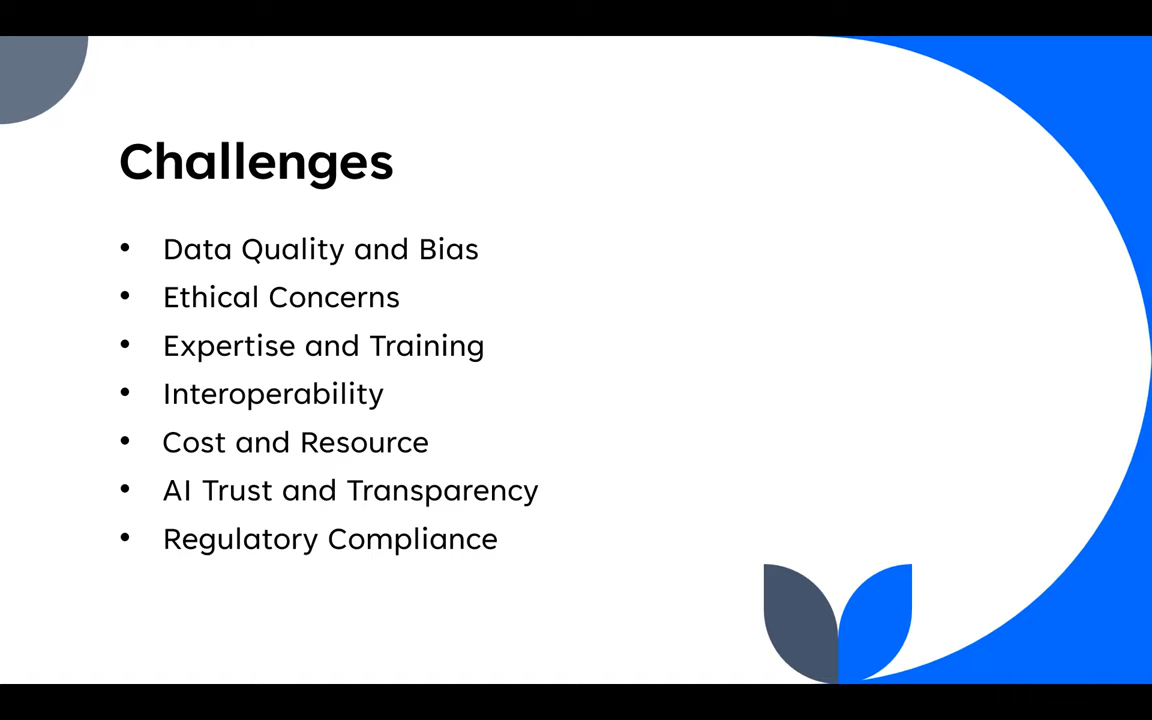 Challenges
• Data Quality and Bias
• Ethical Concerns
• Expertise and Training
• Interoperability
• Cost and Resource
• AI Trust and Transparency
• Regulatory Compliance